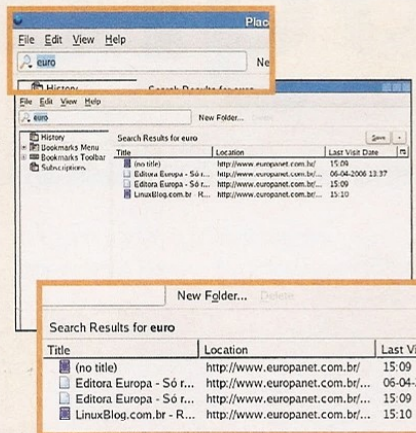 Plac
File Edit View Help
euro
Ne
History
Search Results for euro
File Edit View Help
euro
New Folder... Delete
History
Bookmarks Menu
Bookmarks Toolbar
Subscriptions
Search Results for euro
Save
Title Location Last Visit Date
(no title) http://www.europanet.com.br/ 15:09
Editora Europa - Só r... http://www.europanet.com.br/... 06-04-2006 13:37
Editora Europa - Só r... http://www.europanet.com.br/... 15:09
LinuxBlog.com.br - R... http://www.europanet.com.br/... 15:10
New Folder... Delete
Search Results for euro
Title Location Last Vi
(no title) http://www.europanet.com.br/ 15:09
Editora Europa - Só r... http://www.europanet.com.br/... 06-04-
Editora Europa - Só r... http://www.europanet.com.br/... 15:09
LinuxBlog.com.br - R... http://www.europanet.com.br/... 15:10